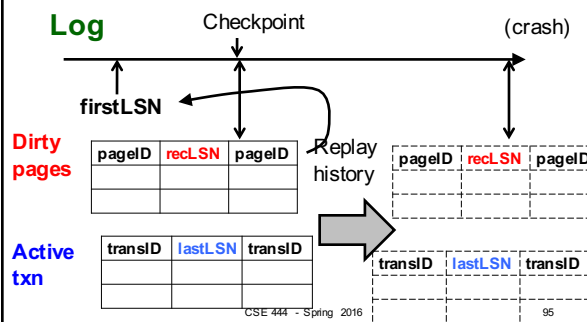 Log
Checkpoint
(crash)
firstLSN
Dirty pages
pageID recLSN pageID
Replay history
pageID recLSN pageID
Active txn
transID lastLSN transID
transID lastLSN transID
CSE 444 - Spring 2016
95